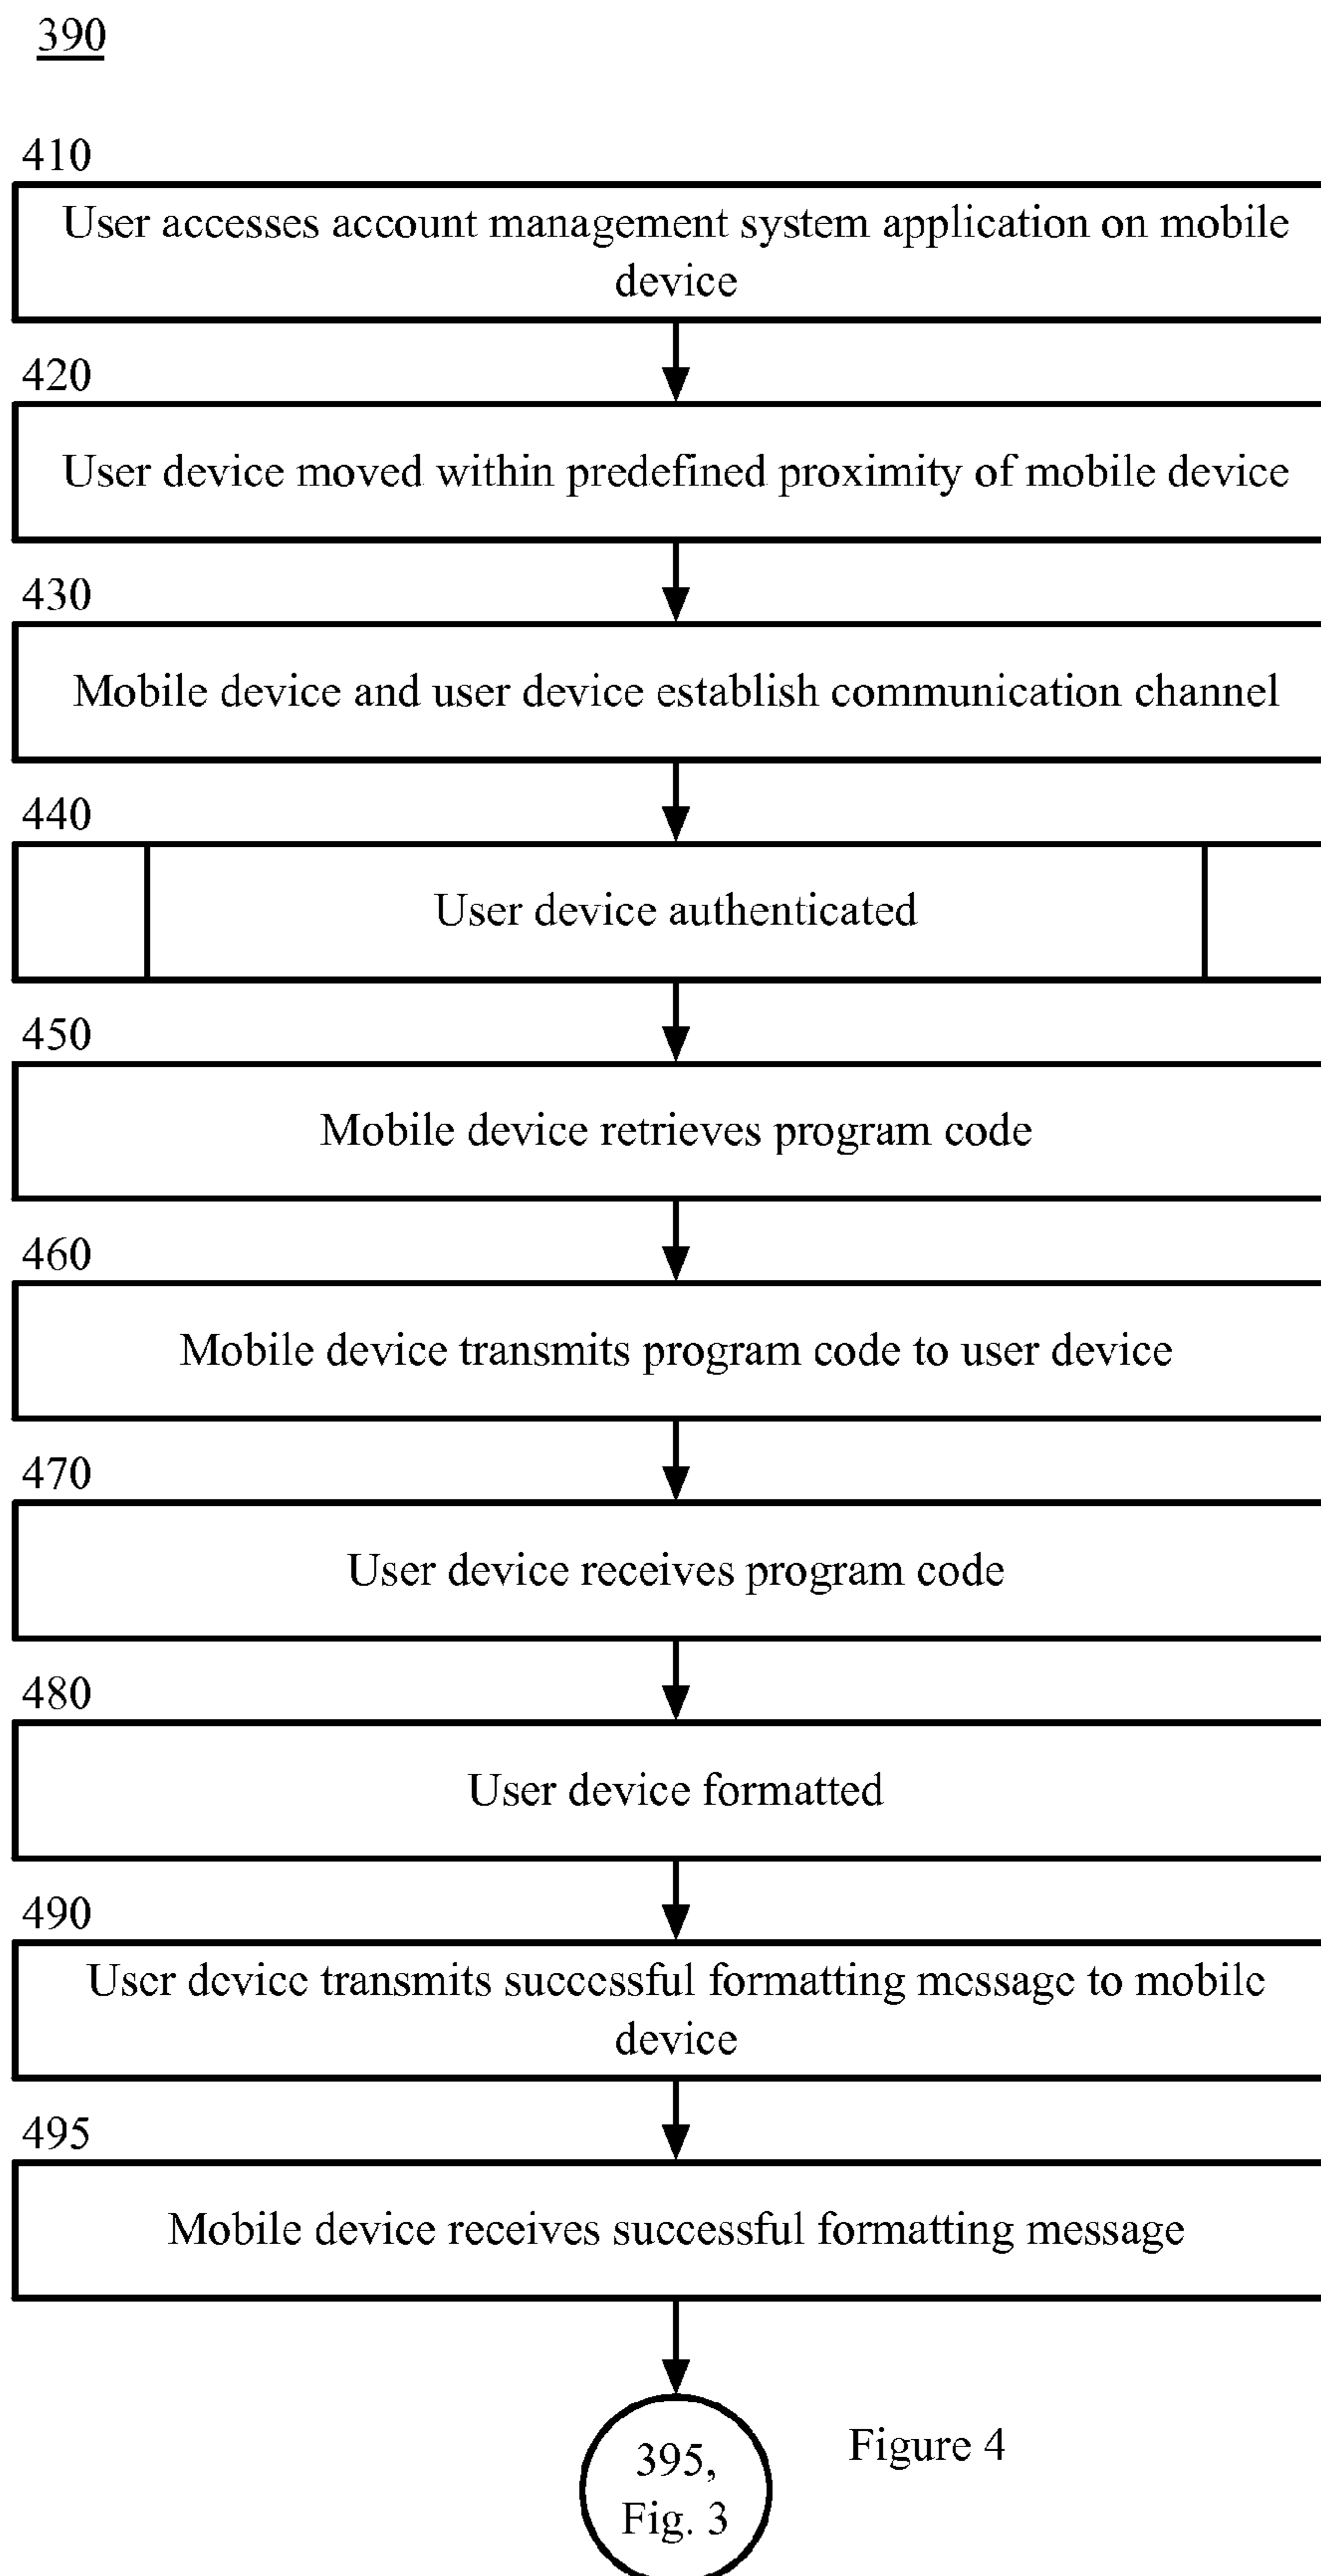 390
410
User accesses account management system application on mobile
device
420
User device moved within predefined proximity of mobile device
430
Mobile device and user device establish communication channel
440
User device authenticated
450
Mobile device retrieves program code
460
Mobile device transmits program code to user device
470
User device receives program code
480
User device formatted
490
User device transmits successful formatting message to mobile
device
495
Mobile device receives successful formatting message
Figure 4
395,
Fig. 3